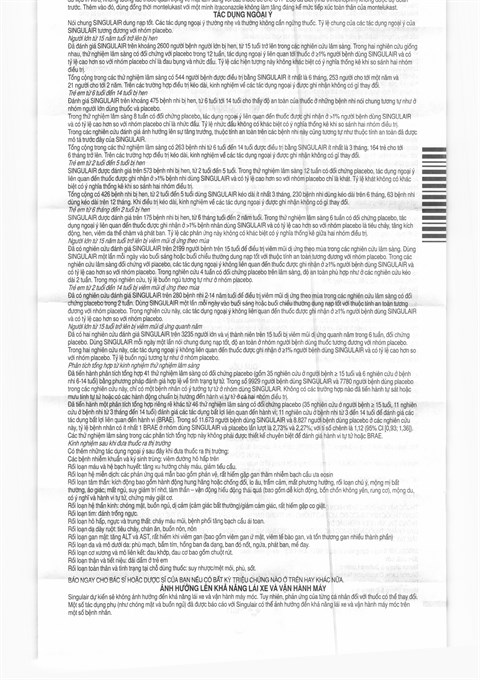 trước. Thêm vào đó, dùng đồng thời montelukast với một mình itraconazole không làm tăng đáng kể mức tiếp xúc toàn thân của montelukast.
TÁC DỤNG NGOẠI Ý
Nói chung SINGULAIR dung nạp tốt. Các tác dụng ngoại ý thường nhẹ và thường không cần ngừng thuốc. Tỷ lệ chung của các tác dụng ngoại ý của
SINGULAIR tương đương với nhóm placebo.
Người lớn từ 15 năm tuổi trở lên bị hen
Đã đánh giá SINGULAIR trên khoảng 2600 người bệnh người lớn bị hen, từ 15 tuổi trở lên trong các nghiên cứu lâm sàng. Trong hai nghiên cứu giống
nhau, thử nghiệm lâm sàng có đối chứng với placebo trong 12 tuần, tác dụng ngoại ý liên quan tới thuốc ở ≥1% người bệnh dùng SINGULAIR và có
tỷ lệ cao hơn so với nhóm placebo chỉ là đau bụng và nhức đầu. Tỷ lệ các hiện tượng này không khác biệt có ý nghĩa thống kê khi so sánh hai nhóm
điều trị.
Tổng cộng trong các thử nghiệm lâm sàng có 544 người bệnh được điều trị bằng SINGULAIR ít nhất là 6 tháng, 253 người cho tới một năm và
21 người cho tới 2 năm. Trên các trường hợp điều trị kéo dài, kinh nghiệm về các tác dụng ngoại ý được ghi nhận không có gì thay đổi.
Trẻ em từ 6 tuổi đến 14 tuổi bị hen
Đánh giá SINGULAIR trên khoảng 475 bệnh nhi bị hen, từ 6 tuổi tới 14 tuổi cho thấy độ an toàn của thuốc ở những bệnh nhi nói chung tương tự như ở
nhóm người lớn dùng thuốc và placebo.
Trong thử nghiệm lâm sàng 8 tuần có đối chứng placebo, tác dụng ngoại ý liên quan đến thuốc được ghi nhận ở >1% người bệnh dùng SINGULAIR
và có tỷ lệ cao hơn so với nhóm placebo chỉ là nhức đầu. Tỷ lệ nhức đầu không có khác biệt có ý nghĩa thống kê khi so sánh hai nhóm điều trị.
Trong các nghiên cứu đánh giá ảnh hưởng lên sự tăng trưởng, thuộc tính an toàn trên các bệnh nhi này cũng tương tự như thuộc tính an toàn đã được
mô tả trước đây của SINGULAIR.
Tổng cộng trong các thử nghiệm lâm sàng có 263 bệnh nhi từ 6 tuổi đến 14 tuổi được điều trị bằng SINGULAIR ít nhất là 3 tháng, 164 trẻ cho tới
6 tháng trở lên. Trên các trường hợp điều trị kéo dài, kinh nghiệm về các tác dụng ngoại ý được ghi nhận không có gì thay đổi.
Trẻ em từ 2 tuổi đến 5 tuổi bị hen
SINGULAIR được đánh giá trên 573 bệnh nhi bị hen, từ 2 tuổi đến 5 tuổi. Trong thử nghiệm lâm sàng 12 tuần có đối chứng placebo, tác dụng ngoại ý
liên quan đến thuốc được ghi nhận ở >1% bệnh nhi dùng SINGULAIR và có tỷ lệ cao hơn so với nhóm placebo chỉ là khát. Tỷ lệ khát không có khác
biệt có ý nghĩa thống kê khi so sánh hai nhóm điều trị.
Tổng cộng có 426 bệnh nhi bị hen, từ 2 tuổi đến 5 tuổi dùng SINGULAIR kéo dài ít nhất 3 tháng, 230 bệnh nhi dùng kéo dài trên 6 tháng, 63 bệnh nhi
dùng kéo dài trên 12 tháng. Khi điều trị kéo dài, kinh nghiệm về các tác dụng ngoại ý được ghi nhận không có gì thay đổi.
Trẻ em từ 6 tháng đến 2 tuổi bị hen
SINGULAIR được đánh giá trên 175 bệnh nhi bị hen, từ 6 tháng tuổi đến 2 năm tuổi. Trong thử nghiệm lâm sàng 6 tuần có đối chứng placebo, tác
dụng ngoại ý liên quan đến thuốc được ghi nhận ở >1% bệnh nhân dùng SINGULAIR và có tỷ lệ cao hơn so với nhóm placebo là tiêu chảy, tăng kích
động, hen, viêm da thể chàm và phát ban. Tỷ lệ các phản ứng này không có khác biệt có ý nghĩa thống kê giữa hai nhóm điều trị.
Người lớn từ 15 năm tuổi trở lên bị viêm mũi dị ứng theo mùa
Đã có nghiên cứu đánh giá SINGULAIR trên 2199 người bệnh trên 15 tuổi để điều trị viêm mũi dị ứng theo mùa trong các nghiên cứu lâm sàng. Dùng
SINGULAIR một lần mỗi ngày vào buổi sáng hoặc buổi chiều thường dung nạp tốt với thuộc tính an toàn tương đương với nhóm placebo. Trong các
nghiên cứu lâm sàng đối chứng với placebo, các tác dụng ngoại ý không liên quan đến thuốc được ghi nhận ở ≥1% người bệnh dùng SINGULAIR và
có tỷ lệ cao hơn so với nhóm placebo. Trong nghiên cứu 4 tuần có đối chứng placebo trên lâm sàng, độ an toàn phù hợp như ở các nghiên cứu kéo
dài 2 tuần. Trong mọi nghiên cứu, tỷ lệ buồn ngủ tương tự như ở nhóm placebo.
Trẻ em từ 2 tuổi đến 14 tuổi bị viêm mũi dị ứng theo mùa
Đã có nghiên cứu đánh giá SINGULAIR trên 280 bệnh nhi 2-14 năm tuổi để điều trị viêm mũi dị ứng theo mùa trong các nghiên cứu lâm sàng có đối
chứng placebo trong 2 tuần. Dùng SINGULAIR một lần mỗi ngày vào buổi sáng hoặc buổi chiều thường dung nạp tốt với thuộc tính an toàn tương
đương với nhóm placebo. Trong nghiên cứu này, các tác dụng ngoại ý không liên quan đến thuốc được ghi nhận ở ≥1% người bệnh dùng SINGULAIR
và có tỷ lệ cao hơn so với nhóm placebo.
Người lớn từ 15 tuổi trở lên bị viêm mũi dị ứng quanh năm
Đã có hai nghiên cứu đánh giá SINGULAIR trên 3235 người lớn và vị thành niên trên 15 tuổi bị viêm mũi dị ứng quanh năm trong 6 tuần, đối chứng
placebo. Dùng SINGULAIR mỗi ngày một lần nói chung dung nạp tốt, độ an toàn ở nhóm người bệnh dùng thuốc tương đương với nhóm placebo.
Trong hai nghiên cứu này, các tác dụng ngoại ý không liên quan đến thuốc được ghi nhận ở ≥1% người bệnh dùng SINGULAIR và có tỷ lệ cao hơn so
với nhóm placebo. Tỷ lệ buồn ngủ tương tự như ở nhóm placebo.
Phân tích tổng hợp từ kinh nghiệm thử nghiệm lâm sàng
Đã tiến hành phân tích tổng hợp 41 thử nghiệm lâm sàng có đối chứng placebo (gồm 35 nghiên cứu ở người bệnh ≥ 15 tuổi và 6 nghiên cứu ở bệnh
nhi 6-14 tuổi) bằng phương pháp đánh giá hợp lệ về tình trạng tự tử. Trong số 9929 người bệnh dùng SINGULAIR và 7780 người bệnh dùng placebo
trong các nghiên cứu này, chỉ có một bệnh nhân có ý tưởng tự tử ở nhóm dùng SINGULAIR. Không có các trường hợp nào đã tiến hành tự sát hoặc
mưu tính tự tử hoặc có các hành động chuẩn bị hướng đến hành vi tự tử ở cả hai nhóm điều trị.
Đã tiến hành một phân tích tổng hợp riêng rẽ khác từ 46 thử nghiệm lâm sàng có đối chứng placebo (35 nghiên cứu ở người bệnh ≥ 15 tuổi, 11 nghiên
cứu ở bệnh nhi từ 3 tháng đến 14 tuổi) đánh giá các tác dụng bất lợi liên quan đến hành vi; 11 nghiên cứu ở bệnh nhi từ 3 tháng đến 14 tuổi để đánh giá các
tác dụng bất lợi liên quan đến hành vi (BRAE). Trong số 11.673 người bệnh dùng SINGULAIR và 8.827 người bệnh dùng placebo ở các nghiên cứu
này, tỷ lệ bệnh nhân có ít nhất 1 BRAE ở nhóm dùng SINGULAIR và placebo lần lượt là 2,73% và 2,27%, với tỉ số chênh là 1,12 (95% CI [0,93; 1,36]).
Các thử nghiệm lâm sàng trong các phân tích tổng hợp này không phải được thiết kế chuyên biệt để đánh giá hành vi tự tử hoặc BRAE.
Kinh nghiệm sau khi đưa thuốc ra thị trường
Có thêm những tác dụng ngoại ý sau đây khi đưa thuốc ra thị trường:
Các bệnh nhiễm khuẩn và ký sinh trùng: viêm đường hô hấp trên
Rối loạn máu và hệ bạch huyết: tăng xu hướng chảy máu, giảm tiểu cầu.
Rối loạn hệ miễn dịch: các phản ứng quá mẫn bao gồm phản vệ, rất hiếm gặp gan thâm nhiễm bạch cầu ưa eosin
Rối loạn tâm thần: kích động bao gồm hành động hung hăng hoặc chống đối, lo âu, trầm cảm, mất phương hướng, rối loạn chú ý, mộng mị bất
thường, ảo giác, mất ngủ, suy giảm trí nhớ, tâm thần – vận động hiếu động thái quá (bao gồm dễ kích động, bồn chồn không yên, rung cơ), mộng du,
có ý nghĩ và hành vi tự tử, chứng máy giật cơ.
Rối loạn hệ thần kinh: chóng mặt, buồn ngủ, dị cảm (cảm giác bất thường)/giảm cảm giác, rất hiếm gặp co giật.
Rối loạn tim: đánh trống ngực.
Rối loạn hô hấp, ngực và trung thất: chảy máu mũi, bệnh phổi tăng bạch cầu ái toan.
Rối loạn dạ dày ruột: tiêu chảy, chán ăn, buồn nôn, nôn
Rối loạn gan mật: tăng ALT và AST, rất hiếm khi viêm gan (bao gồm viêm gan ứ mật, viêm tế bào gan, và tổn thương gan nhiều thành phần)
Rối loạn da và mô dưới da: phù mạch, bầm tím, hồng ban đa dạng, ban đỏ nốt, ngứa, phát ban, mề đay.
Rối loạn cơ xương và mô liên kết: đau khớp, đau cơ bao gồm chuột rút.
Rối loạn thận và tiết niệu: đái dầm ở trẻ em
Rối loạn toàn thân và tình trạng tại chỗ dùng thuốc: suy nhược/mệt mỏi, phù, sốt.
BÁO NGAY CHO BÁC SĨ HOẶC DƯỢC SĨ CỦA BẠN NẾU CÓ BẤT KỲ TRIỆU CHỨNG NÀO Ở TRÊN HAY KHÁC NỮA.
ẢNH HƯỞNG LÊN KHẢ NĂNG LÁI XE VÀ VẬN HÀNH MÁY
Singulair dự kiến sẽ không ảnh hưởng đến khả năng lái xe và vận hành máy móc. Tuy nhiên, phản ứng của từng cá nhân đối với thuốc có thể thay đổi.
Một số tác dụng phụ (như chóng mặt và buồn ngủ) đã được báo cáo với Singulair có thể ảnh hưởng đến khả năng lái xe và vận hành máy móc trên
một số bệnh nhân.